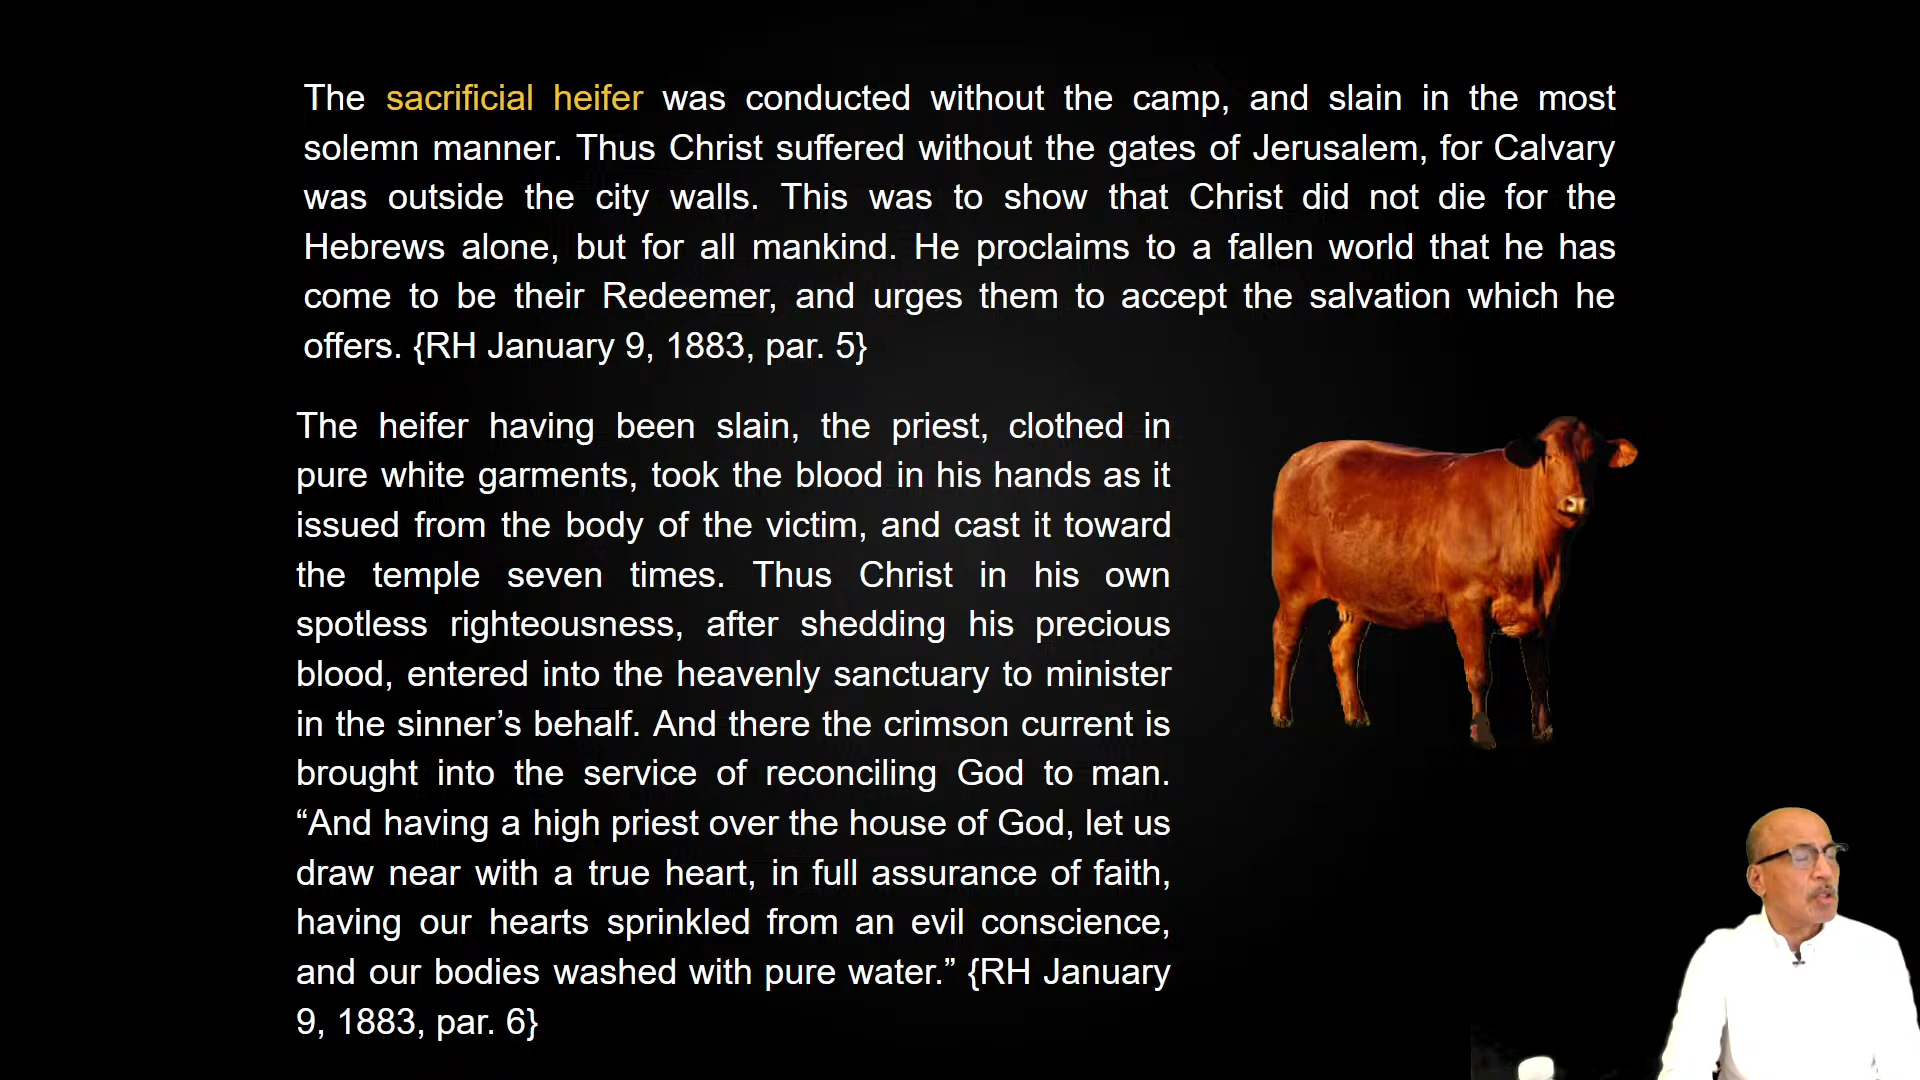 The sacrificial heifer was conducted without the camp, and slain in the most
solemn manner. Thus Christ suffered without the gates of Jerusalem, for Calvary
was outside the city walls. This was to show that Christ did not die for the
Hebrews alone, but for all mankind. He proclaims to a fallen world that he has
come to be their Redeemer, and urges them to accept the salvation which he
offers. {RH January 9, 1883, par. 5}
The heifer having been slain, the priest, clothed in
pure white garments, took the blood in his hands as it
issued from the body of the victim, and cast it toward
the temple seven times. Thus Christ in his own
spotless righteousness, after shedding his precious
blood, entered into the heavenly sanctuary to minister
in the sinner’s behalf. And there the crimson current is
brought into the service of reconciling God to man.
“And having a high priest over the house of God, let us
draw near with a true heart, in full assurance of faith,
having our hearts sprinkled from an evil conscience,
and our bodies washed with pure water.” {RH January
9, 1883, par. 6}